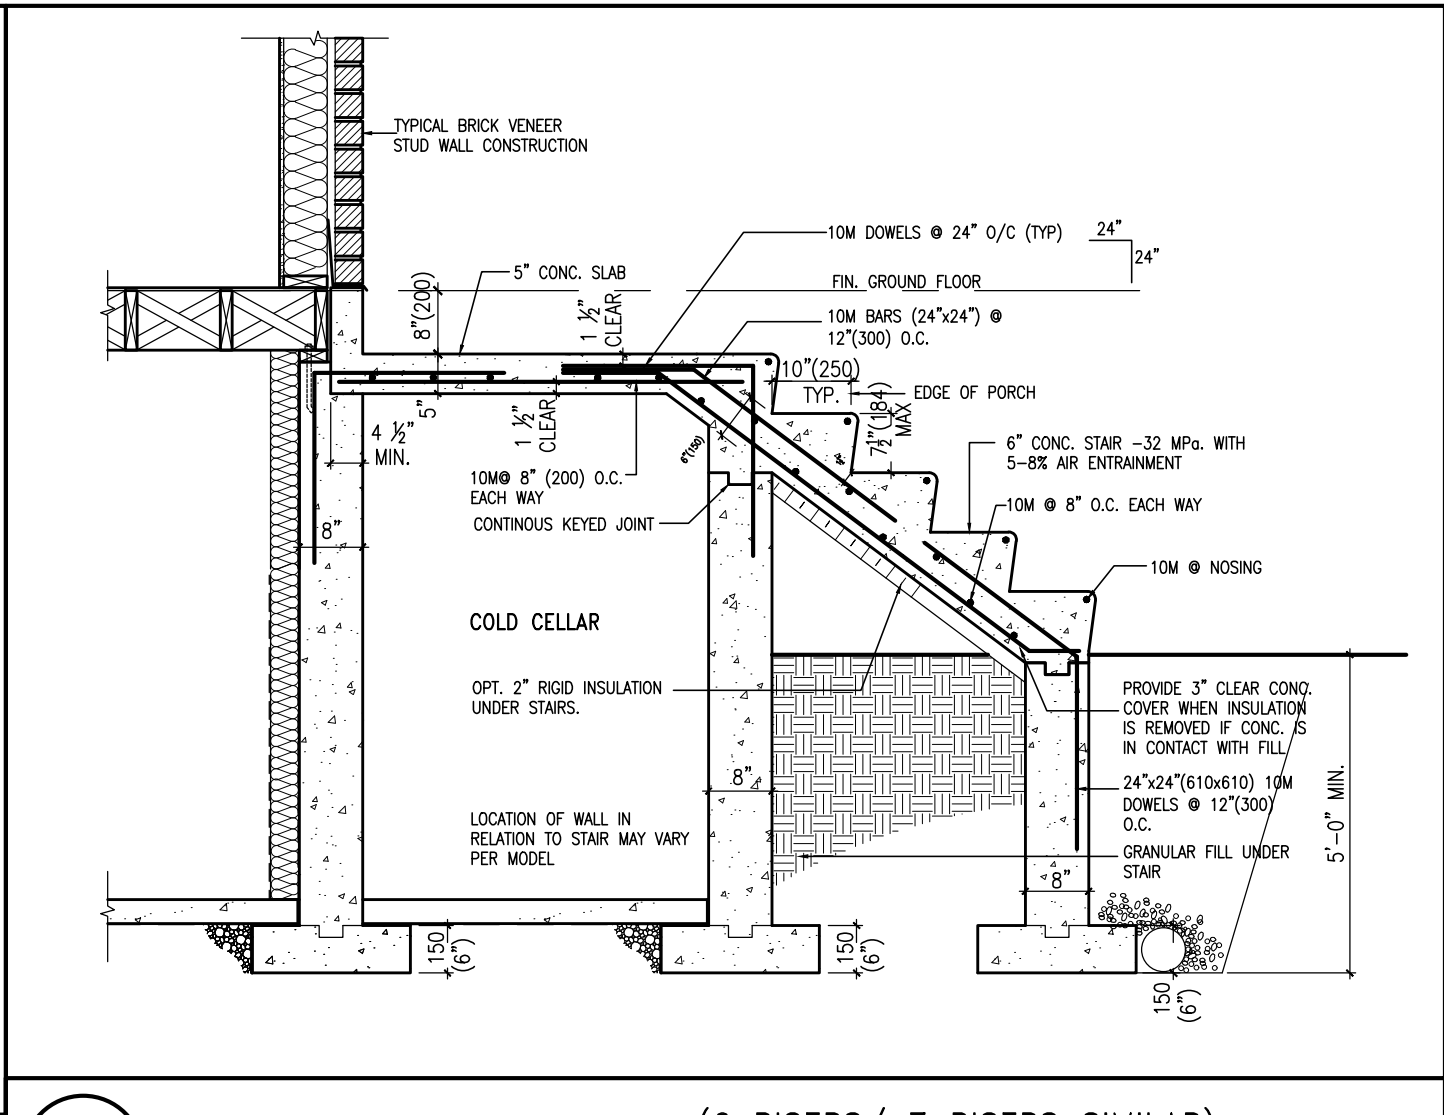 TYPICAL BRICK VENEER
STUD WALL CONSTRUCTION
10M DOWELS @ 24" O/C (TYP)
24"
24"
5" CONC. SLAB
FIN. GROUND FLOOR
8"(200)
1 ½"
CLEAR
10M BARS (24"x24") @
12"(300) O.C.
10"(250)
TYP.
EDGE OF PORCH
7½"(184)
MAX
5"
4 ½"
MIN.
1 ½"
CLEAR
6"(150)
6" CONC. STAIR -32 MPa. WITH
5-8% AIR ENTRAINMENT
10M@ 8" (200) O.C.
EACH WAY
CONTINOUS KEYED JOINT
10M @ 8" O.C. EACH WAY
8"
10M @ NOSING
COLD CELLAR
OPT. 2" RIGID INSULATION
UNDER STAIRS.
PROVIDE 3" CLEAR CONC.
COVER WHEN INSULATION
IS REMOVED IF CONC. IS
IN CONTACT WITH FILL
8"
24"x24"(610x610) 10M
DOWELS @ 12"(300)
O.C.
5'-0" MIN.
LOCATION OF WALL IN
RELATION TO STAIR MAY VARY
PER MODEL
GRANULAR FILL UNDER
STAIR
8"
150
(6")
150
(6")
150
(6")
(6 RISERS/ 7 RISERS SIMILAR)